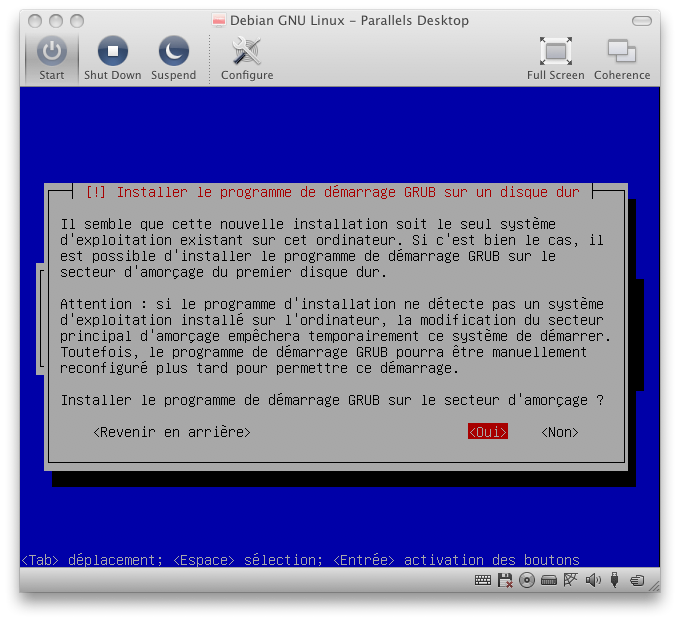 Debian GNU Linux - Parallels Desktop
Start
Shut Down
Suspend
Configure
Full Screen
Coherence
[!] Installer le programme de démarrage GRUB sur un disque dur
Il semble que cette nouvelle installation soit le seul système
d'exploitation existant sur cet ordinateur. Si c'est bien le cas, il
est possible d'installer le programme de démarrage GRUB sur le
secteur d'amorçage du premier disque dur.
Attention : si le programme d'installation ne détecte pas un système
d'exploitation installé sur l'ordinateur, la modification du secteur
principal d'amorçage empêchera temporairement ce système de démarrer.
Toutefois, le programme de démarrage GRUB pourra être manuellement
reconfiguré plus tard pour permettre ce démarrage.
Installer le programme de démarrage GRUB sur le secteur d'amorçage ?
<Revenir en arrière> <Oui> <Non>
<Tab> déplacement; <Espace> sélection; <Entrée> activation des boutons